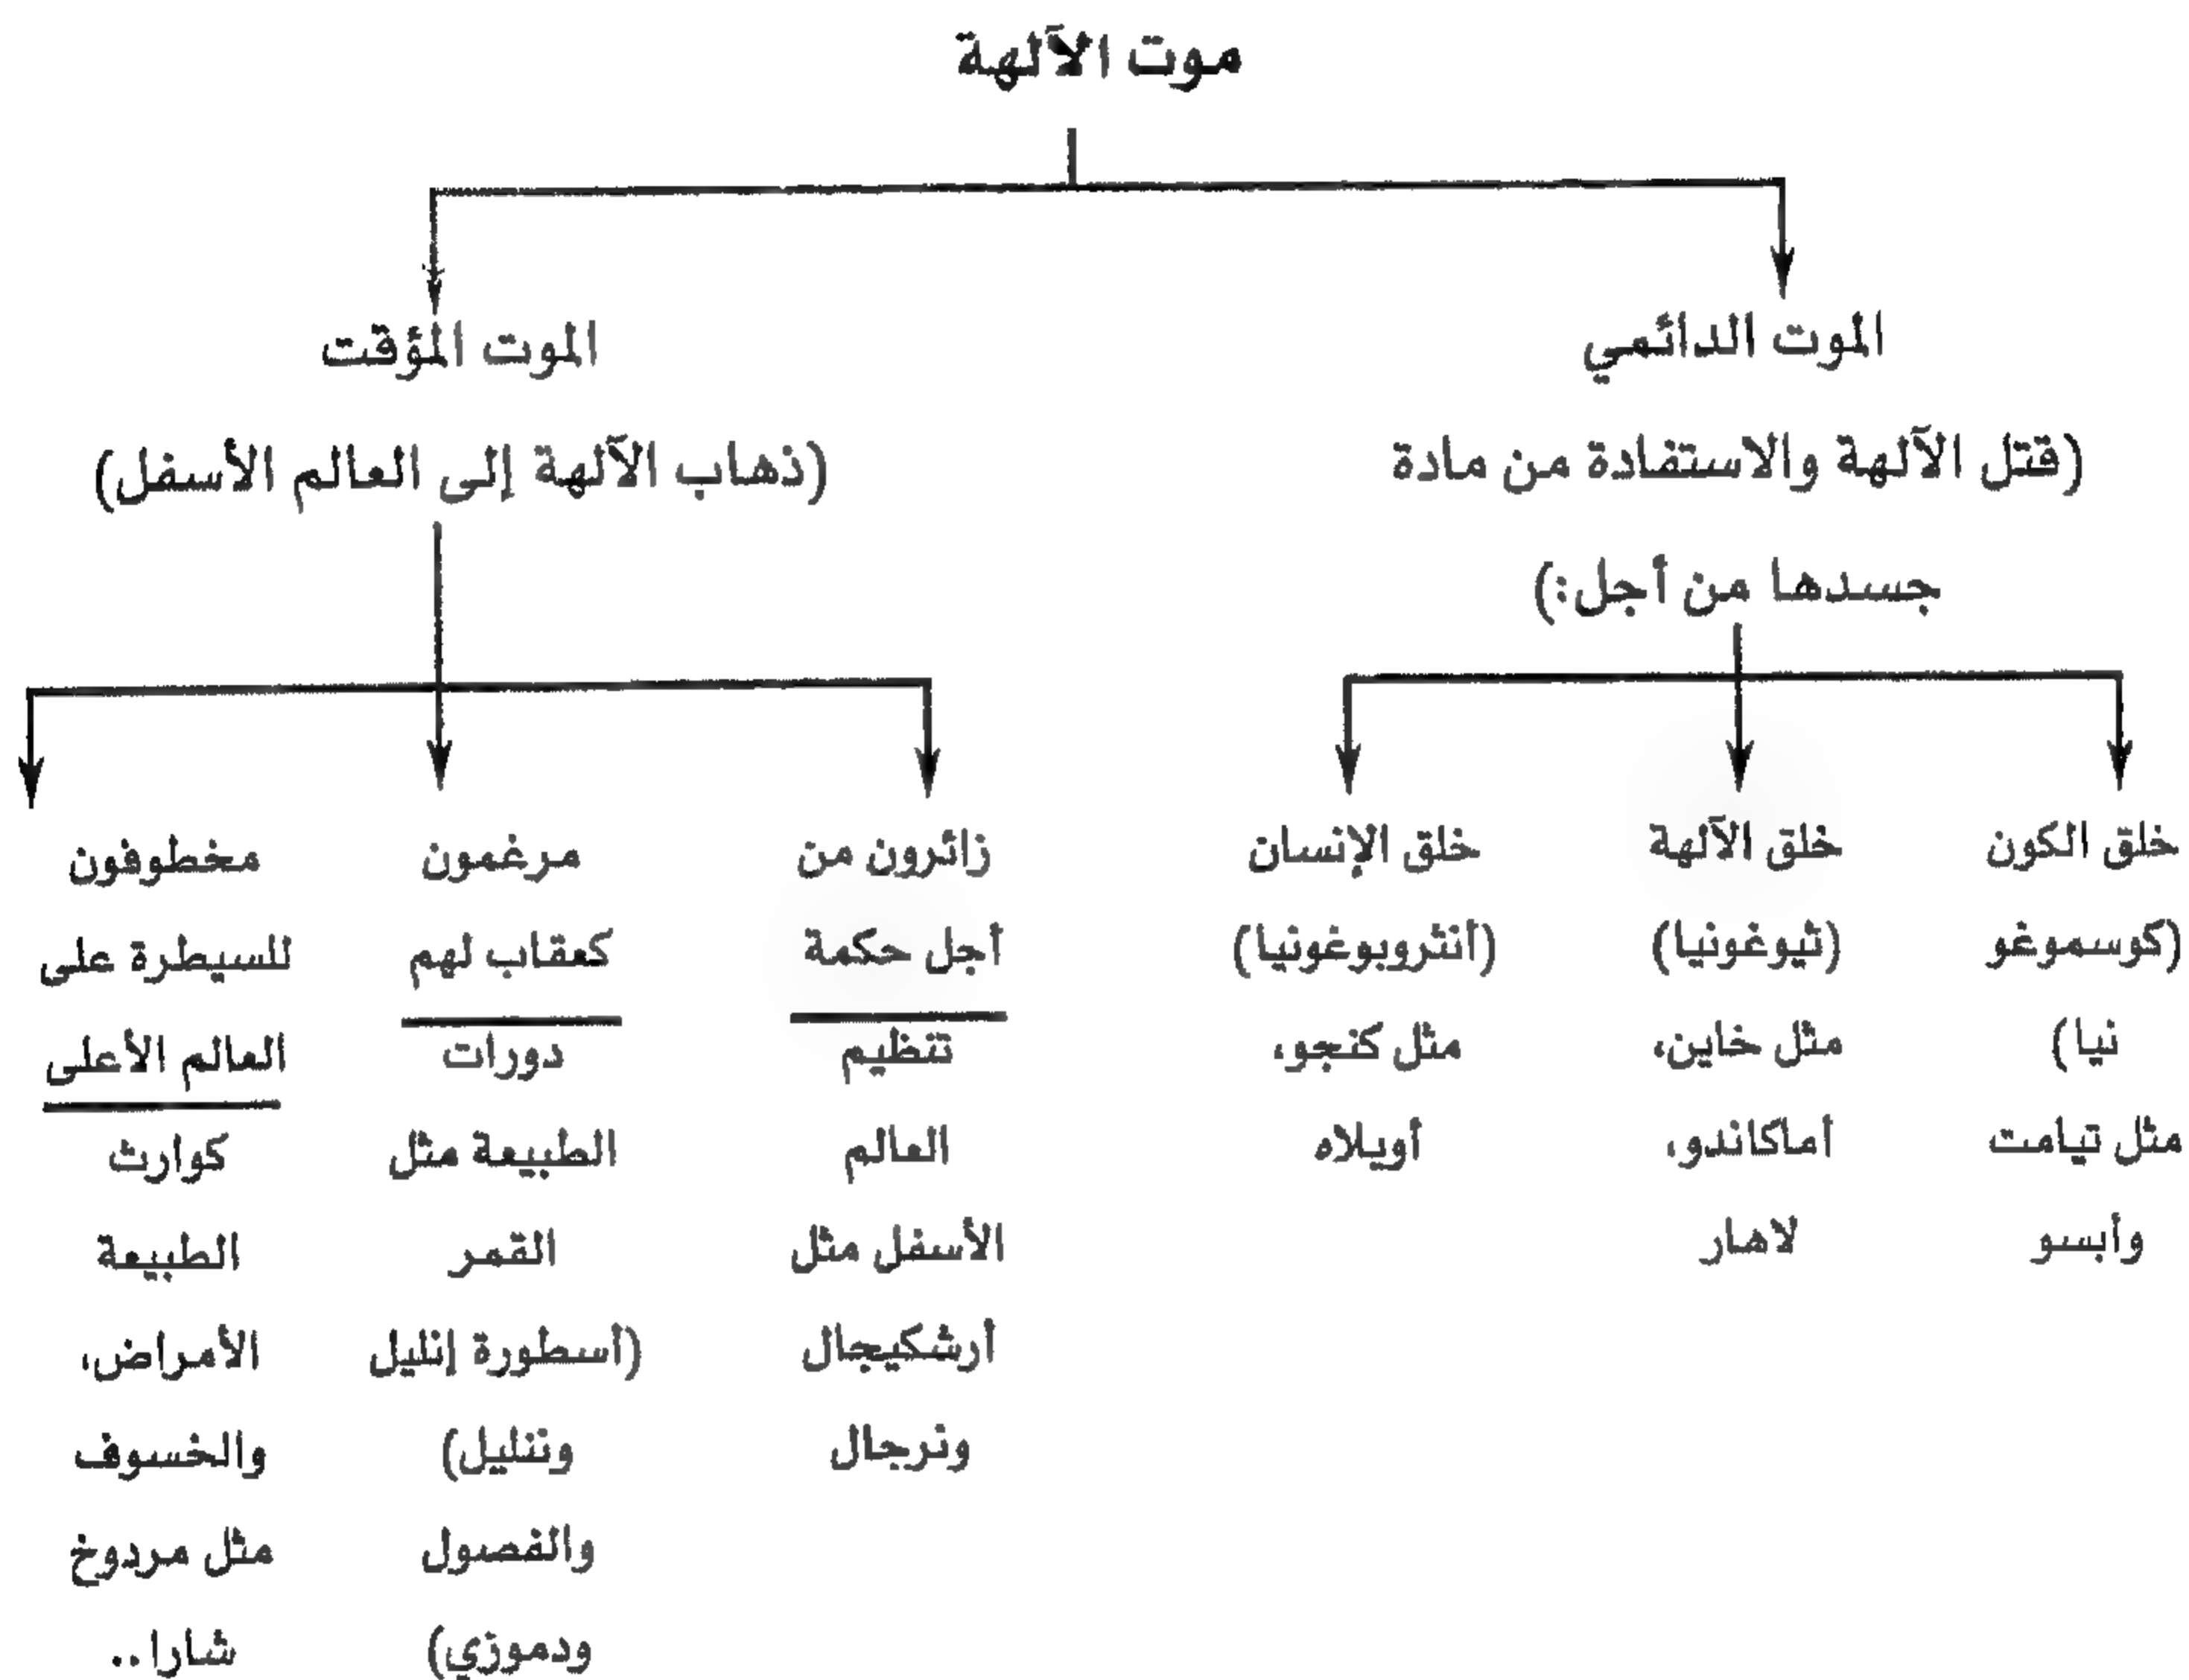 موت الآلهة
الموت الدائمي
(قتل الآلهة والاستفادة من مادة
جسدها من أجل:)
خلق الكون
(كوسموغو
نيا)
مثل تيامت
وأبسو
خلق الآلهة
(ثيوغونيا)
مثل خاين،
أماكاندو،
لاهار
خلق الإنسان
(أنثروبوغونيا)
مثل كنجو،
أويلاه
الموت المؤقت
(ذهاب الآلهة إلى العالم الأسفل)
زائرون من
أجل حكمة
تنظيم
العالم
الأسفل مثل
أرشكيجال
ونرجال
مرغمون
كعقاب لهم
دورات
الطبيعة مثل
القمر
(أسطورة إنليل
وننليل)
والفصول
ودموزي)
مخطوفون
للسيطرة على
العالم الأعلى
كوارث
الطبيعة
الأمراض،
والخسوف
مثل مردوخ
شارا..